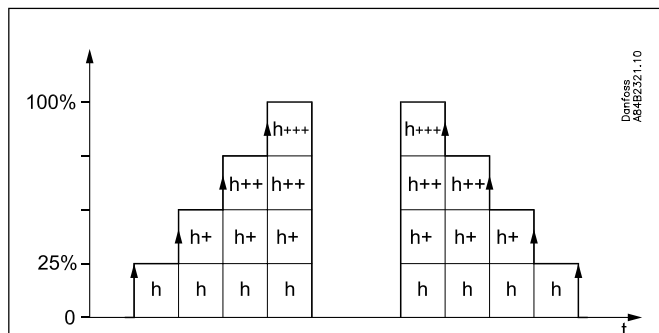 100%
h+++ h+++
h++ h++ h++ h++
h+ h+ h+ h+ h+ h+
25%
h h h h h h h h
0
t
Danfoss
A84B2321.10